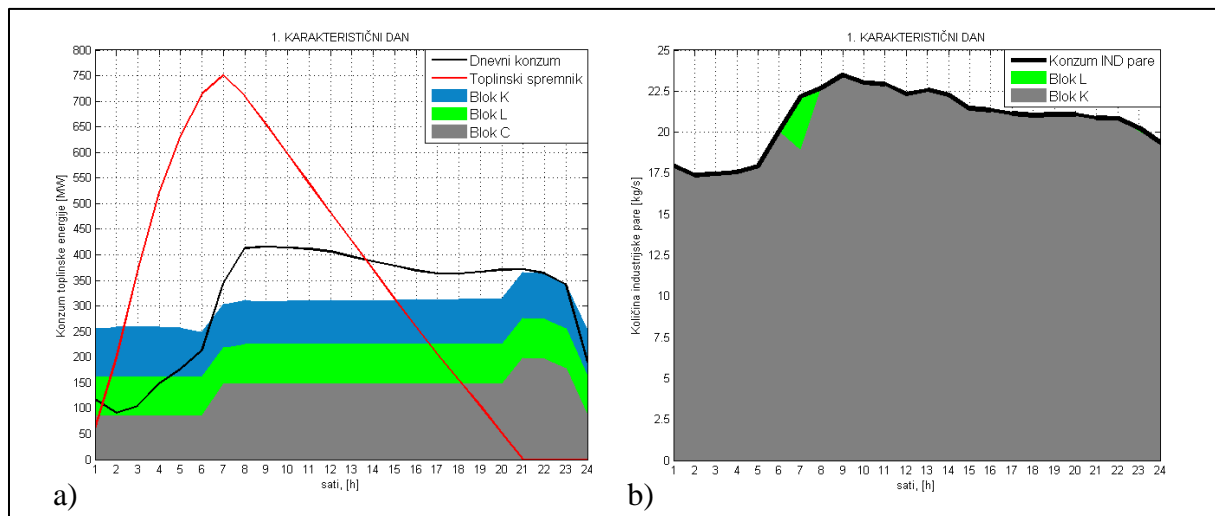 1. KARAKTERISTIČNI DAN
800
750
700
650
600
550
500
450
400
350
300
250
200
150
100
50
0
Konzum toplinske energije [MW]
Dnevni konzum
Toplinski spremnik
Blok K
Blok L
Blok C
1 2 3 4 5 6 7 8 9 10 11 12 13 14 15 16 17 18 19 20 21 22 23 24
sati, [h]
a)
1. KARAKTERISTIČNI DAN
25
22.5
20
17.5
15
12.5
10
7.5
5
2.5
0
Količina industrijske pare [kg/s]
Konzum IND pare
Blok L
Blok K
1 2 3 4 5 6 7 8 9 10 11 12 13 14 15 16 17 18 19 20 21 22 23 24
sati, [h]
b)